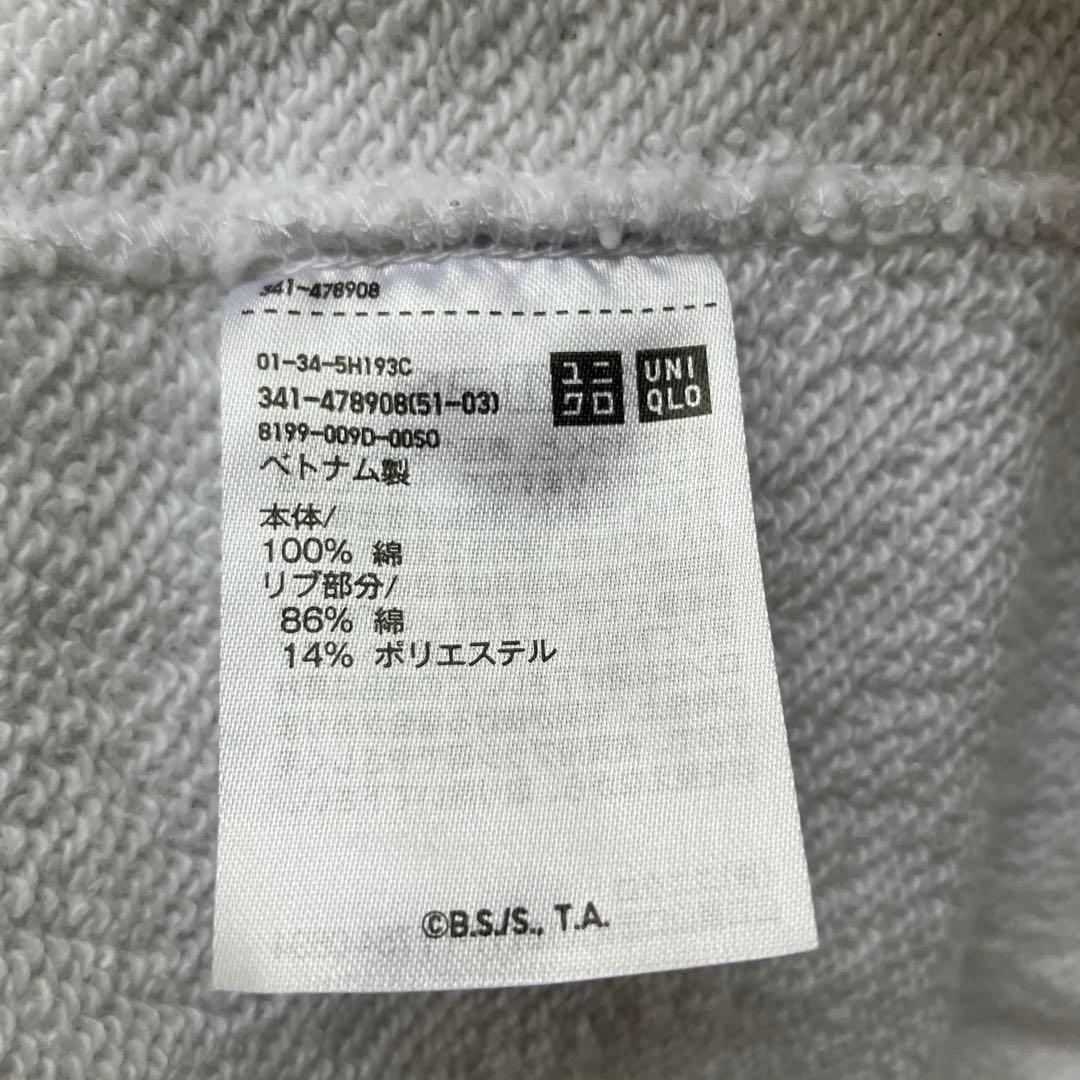 341-478908
01-34-5H193C
341-478908(51-03)
8199-009D-00SO
ユニ
クロ
UNI
QLO
ベトナム製
本体/
100% 綿
リブ部分/
86% 綿
14% ポリエステル
©B.S./S., T.A.